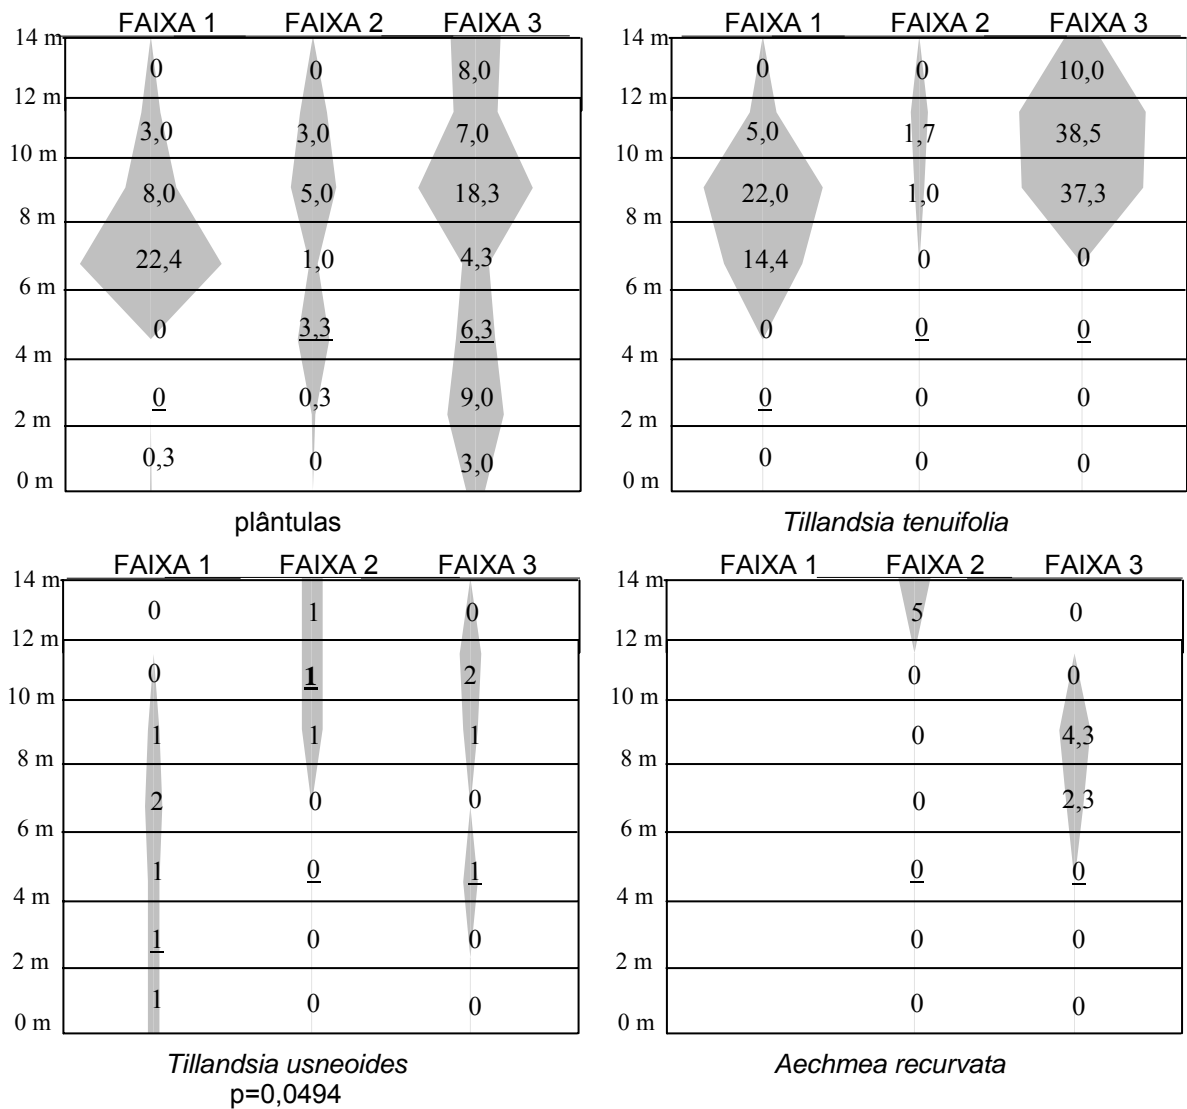 FAIXA 1 FAIXA 2 FAIXA 3
14 m
0 0 8,0
12 m
3,0 3,0 7,0
10 m
8,0 5,0 18,3
8 m
22,4 1,0 4,3
6 m
0 3,3 6,3
4 m
0 0,3 9,0
2 m
0,3 0 3,0
0 m
plântulas
FAIXA 1 FAIXA 2 FAIXA 3
14 m
0 0 10,0
12 m
5,0 1,7 38,5
10 m
22,0 1,0 37,3
8 m
14,4 0 0
6 m
0 0 0
4 m
0 0 0
2 m
0 0 0
0 m
Tillandsia tenuifolia
FAIXA 1 FAIXA 2 FAIXA 3
14 m
0 1 0
12 m
0 1 2
10 m
1 1 1
8 m
2 0 0
6 m
1 0 1
4 m
1 0 0
2 m
1 0 0
0 m
Tillandsia usneoides
p=0,0494
FAIXA 1 FAIXA 2 FAIXA 3
14 m
5 0
12 m
0 0
10 m
0 4,3
8 m
0 2,3
6 m
0 0
4 m
0 0
2 m
0 0
0 m
Aechmea recurvata